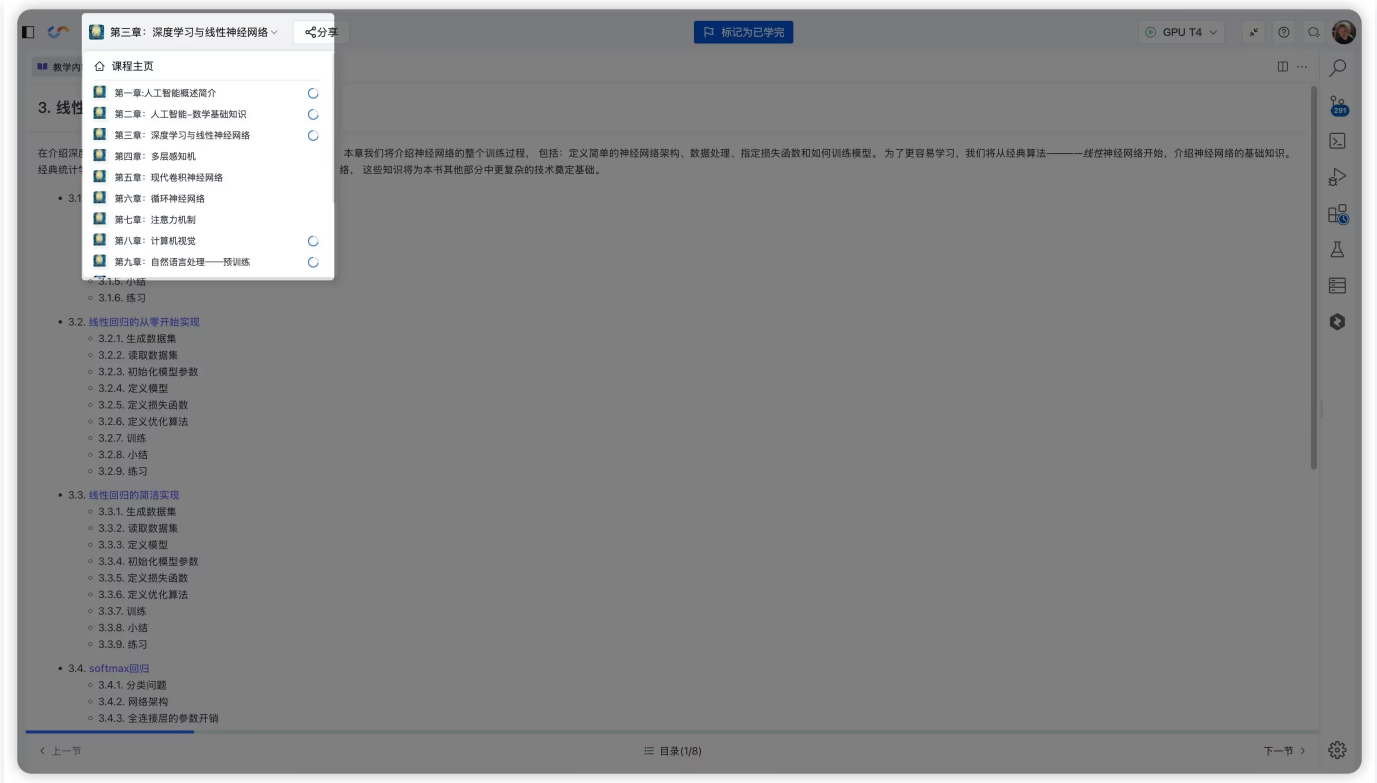 第三章：深度学习与线性神经网络
分享
标记为已学完
GPU T4
课程主页
教学内
第一章:人工智能概述简介
第二章：人工智能-数学基础知识
第三章：深度学习与线性神经网络
第四章：多层感知机
第五章：现代卷积神经网络
第六章：循环神经网络
第七章：注意力机制
第八章：计算机视觉
第九章：自然语言处理——预训练
291
3. 线性
在介绍深度 本章我们将介绍神经网络的整个训练过程， 包括：定义简单的神经网络架构、数据处理、指定损失函数和如何训练模型。 为了更容易学习，我们将从经典算法————线性神经网络开始，介绍神经网络的基础知识。
经典统计学 络， 这些知识将为本书其他部分中更复杂的技术奠定基础。
3.1
3.1.5. 小结
3.1.6. 练习
3.2. 线性回归的从零开始实现
3.2.1. 生成数据集
3.2.2. 读取数据集
3.2.3. 初始化模型参数
3.2.4. 定义模型
3.2.5. 定义损失函数
3.2.6. 定义优化算法
3.2.7. 训练
3.2.8. 小结
3.2.9. 练习
3.3. 线性回归的简洁实现
3.3.1. 生成数据集
3.3.2. 读取数据集
3.3.3. 定义模型
3.3.4. 初始化模型参数
3.3.5. 定义损失函数
3.3.6. 定义优化算法
3.3.7. 训练
3.3.8. 小结
3.3.9. 练习
3.4. softmax回归
3.4.1. 分类问题
3.4.2. 网络架构
3.4.3. 全连接层的参数开销
上一节
目录(1/8)
下一节